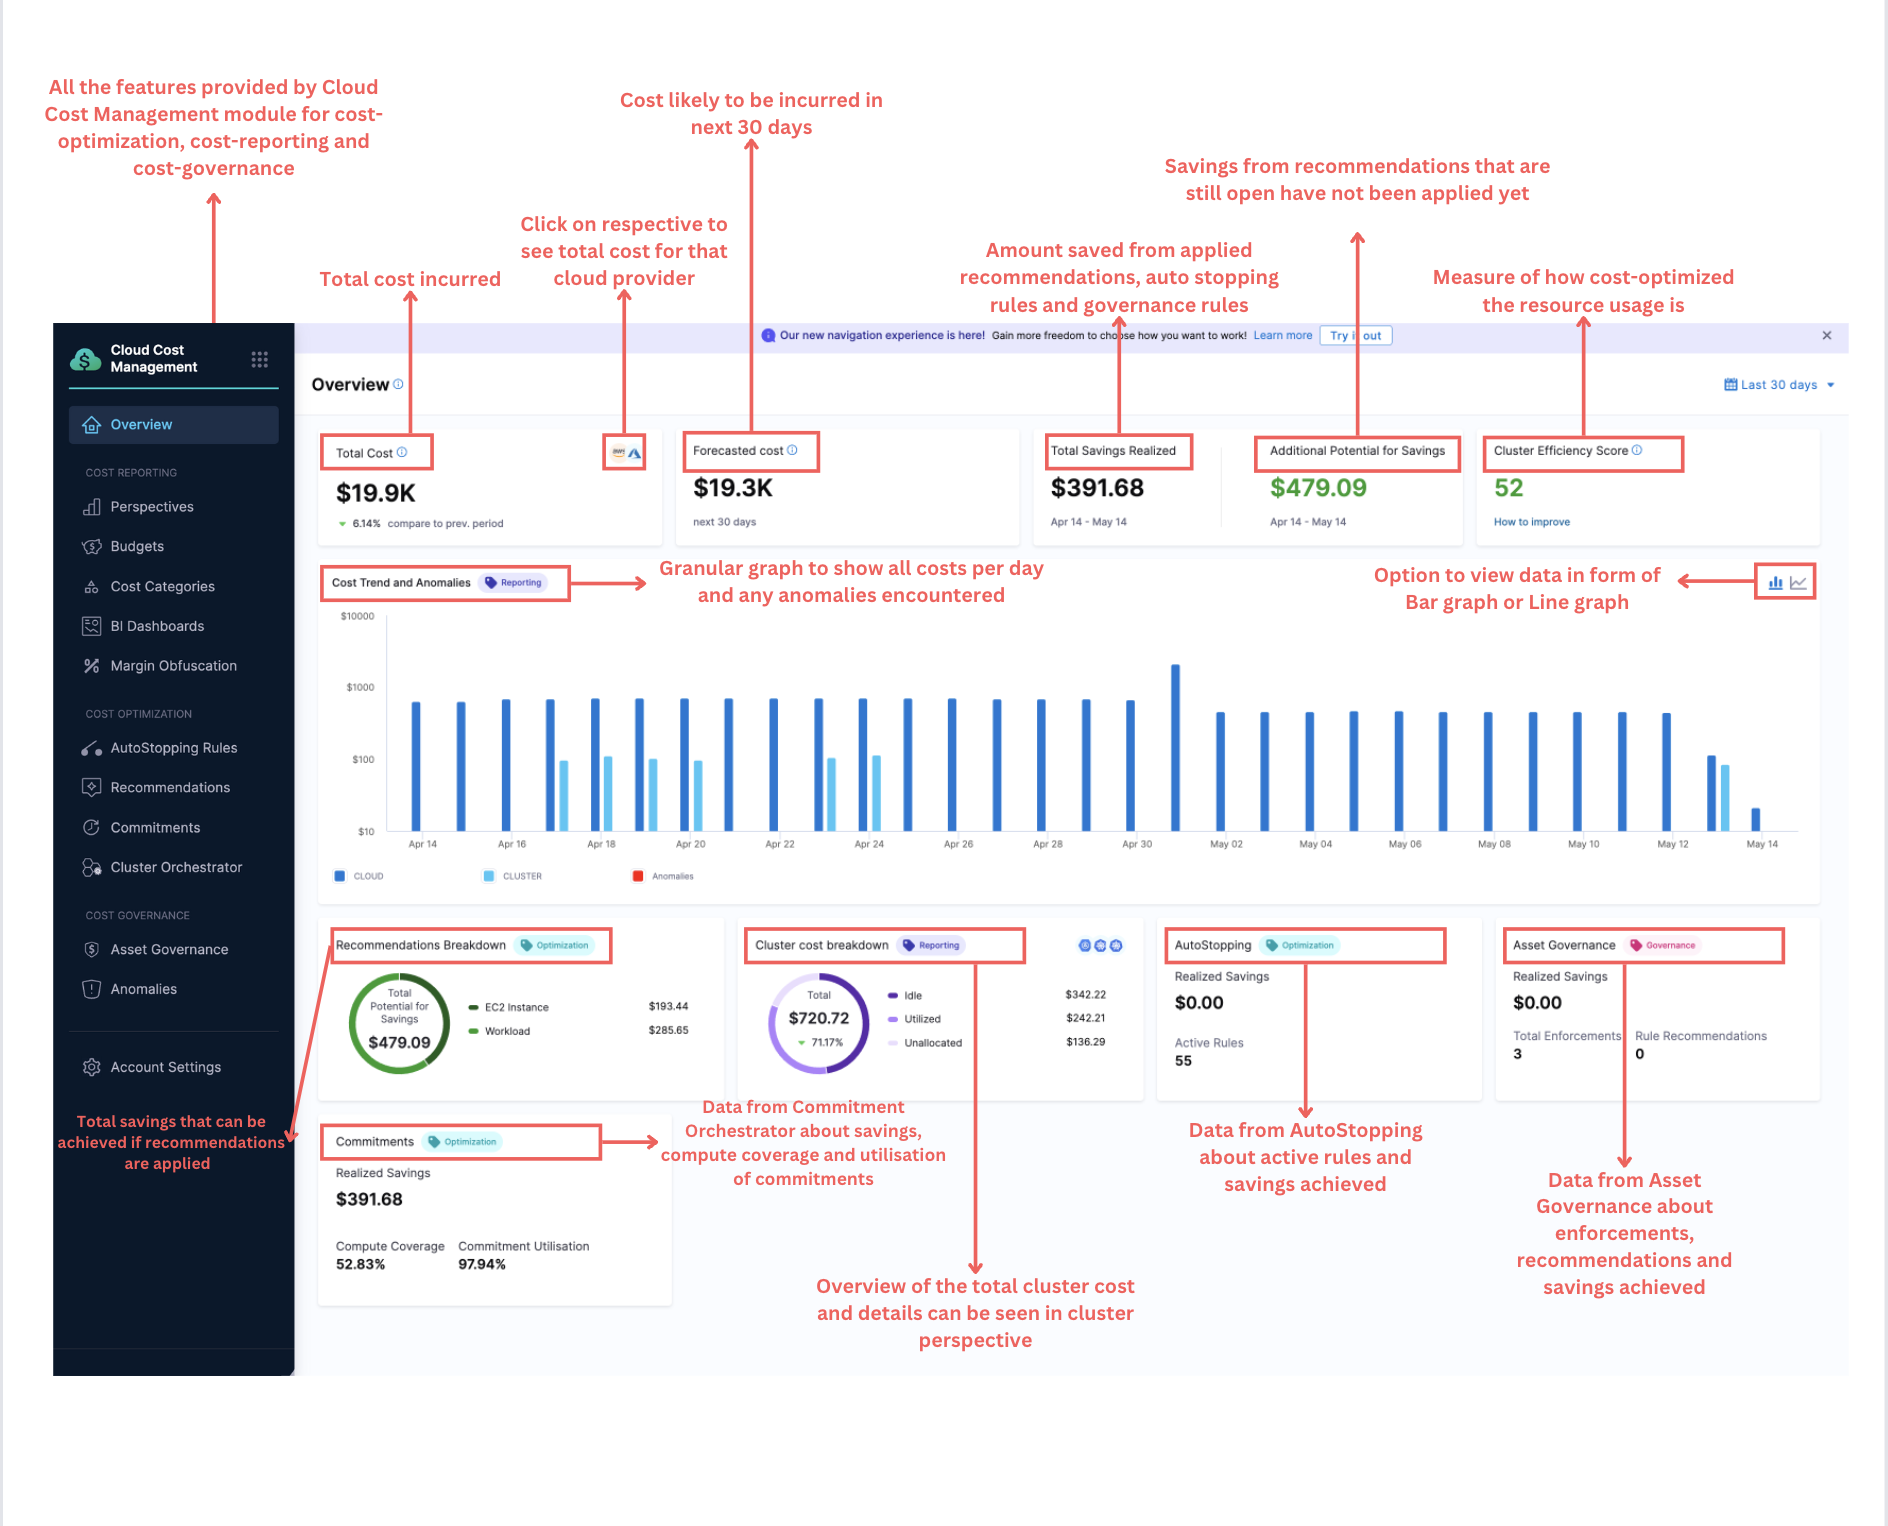 All the features provided by Cloud
Cost Management module for cost-
optimization, cost-reporting and
cost-governance
Cost likely to be incurred in
next 30 days
Savings from recommendations that are
still open have not been applied yet
Click on respective to
see total cost for that
cloud provider
Total cost incurred
Amount saved from applied
recommendations, auto stopping
rules and governance rules
Measure of how cost-optimized
the resource usage is
Cloud Cost
Management
Overview
COST REPORTING
Perspectives
Budgets
Cost Categories
BI Dashboards
Margin Obfuscation
COST OPTIMIZATION
AutoStopping Rules
Recommendations
Commitments
Cluster Orchestrator
COST GOVERNANCE
Asset Governance
Anomalies
Account Settings
Total savings that can be
achieved if recommendations
are applied
Our new navigation experience is here! Gain more freedom to choose how you want to work! Learn more Try it out
Overview
Last 30 days
Total Cost
aws
$19.9K
6.14% compare to prev. period
Forecasted cost
$19.3K
next 30 days
Total Savings Realized
$391.68
Apr 14 - May 14
Additional Potential for Savings
$479.09
Apr 14 - May 14
Cluster Efficiency Score
52
How to improve
Cost Trend and Anomalies Reporting
Granular graph to show all costs per day
and any anomalies encountered
Option to view data in form of
Bar graph or Line graph
$10000
$1000
$100
$10
Apr 14 Apr 16 Apr 18 Apr 20 Apr 22 Apr 24 Apr 26 Apr 28 Apr 30 May 02 May 04 May 06 May 08 May 10 May 12 May 14
CLOUD CLUSTER Anomalies
Recommendations Breakdown Optimization
Total
Potential for
Savings
$479.09
EC2 Instance $193.44
Workload $285.65
Cluster cost breakdown Reporting
Total
$720.72
71.17%
Idle $342.22
Utilized $242.21
Unallocated $136.29
AutoStopping Optimization
Realized Savings
$0.00
Active Rules
55
Asset Governance Governance
Realized Savings
$0.00
Total Enforcements Rule Recommendations
3 0
Commitments Optimization
Realized Savings
$391.68
Compute Coverage Commitment Utilisation
52.83% 97.94%
Data from Commitment
Orchestrator about savings,
compute coverage and utilisation
of commitments
Data from AutoStopping
about active rules and
savings achieved
Data from Asset
Governance about
enforcements,
recommendations and
savings achieved
Overview of the total cluster cost
and details can be seen in cluster
perspective